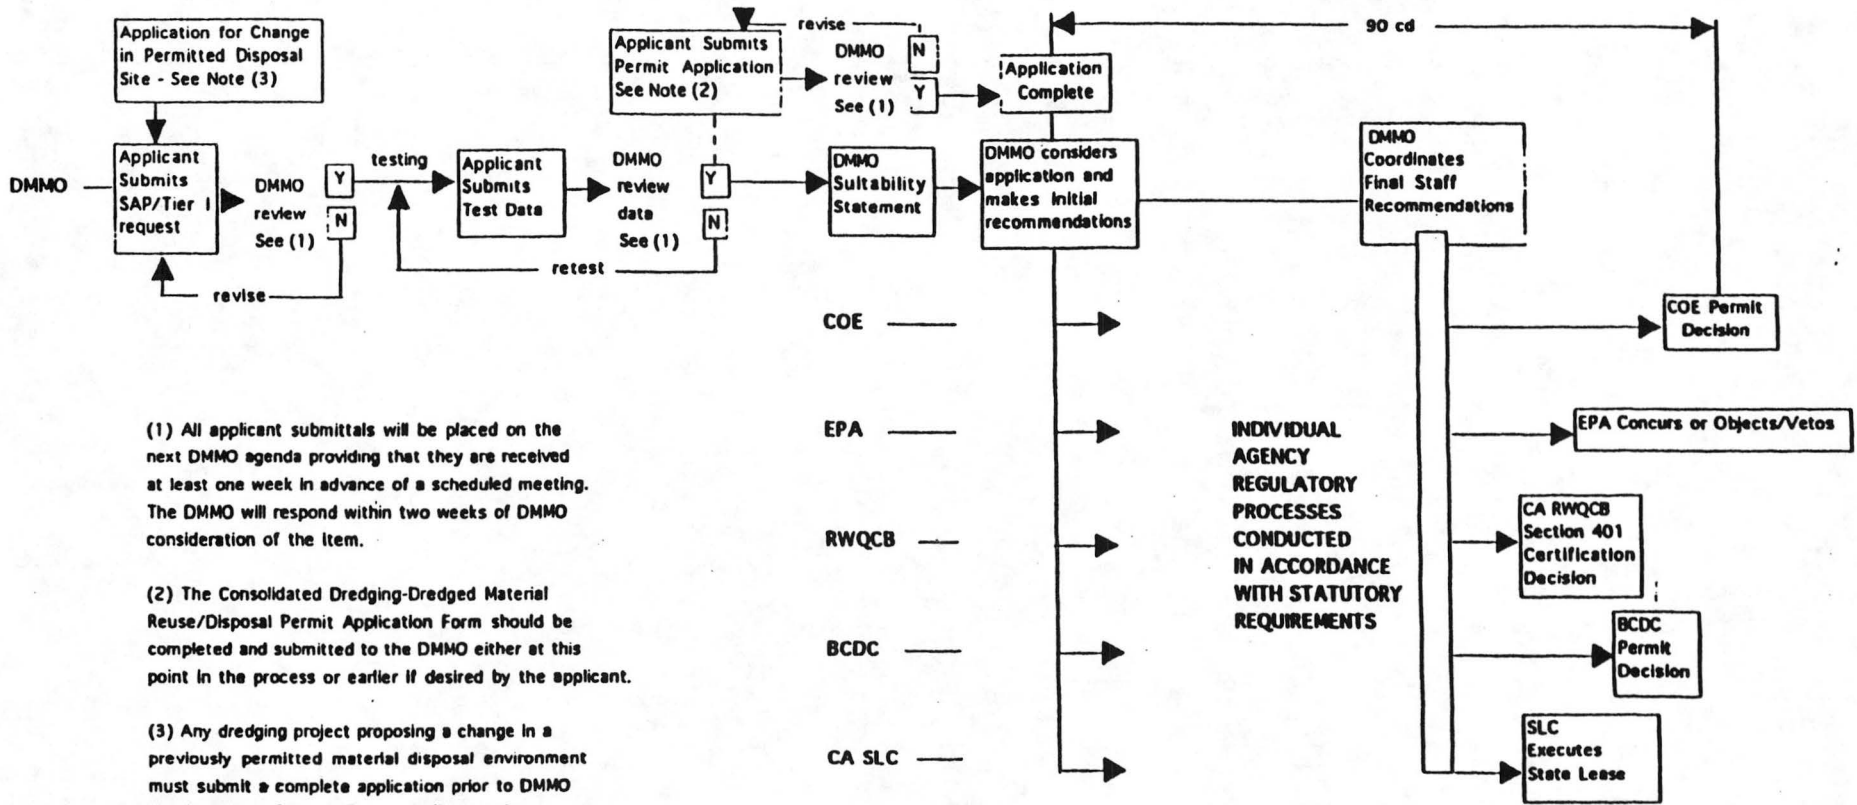 Application for Change
in Permitted Disposal
Site - See Note (3)
DMMO
Applicant
Submits
SAP/Tier I
request
DMMO
review
See (1)
Y
N
revise
testing
Applicant
Submits
Test Data
DMMO
review
data
See (1)
Y
N
retest
Applicant Submits
Permit Application
See Note (2)
revise
DMMO
review
See (1)
N
Y
Application
Complete
90 cd
DMMO
Suitability
Statement
DMMO considers
application and
makes initial
recommendations
DMMO
Coordinates
Final Staff
Recommendations
COE
EPA
RWQCB
BCDC
CA SLC
INDIVIDUAL
AGENCY
REGULATORY
PROCESSES
CONDUCTED
IN ACCORDANCE
WITH STATUTORY
REQUIREMENTS
COE Permit
Decision
EPA Concurs or Objects/Vetos
CA RWQCB
Section 401
Certification
Decision
BCDC
Permit
Decision
SLC
Executes
State Lease
(1) All applicant submittals will be placed on the
next DMMO agenda providing that they are received
at least one week in advance of a scheduled meeting.
The DMMO will respond within two weeks of DMMO
consideration of the item.
(2) The Consolidated Dredging-Dredged Material
Reuse/Disposal Permit Application Form should be
completed and submitted to the DMMO either at this
point in the process or earlier if desired by the applicant.
(3) Any dredging project proposing a change in a
previously permitted material disposal environment
must submit a complete application prior to DMMO